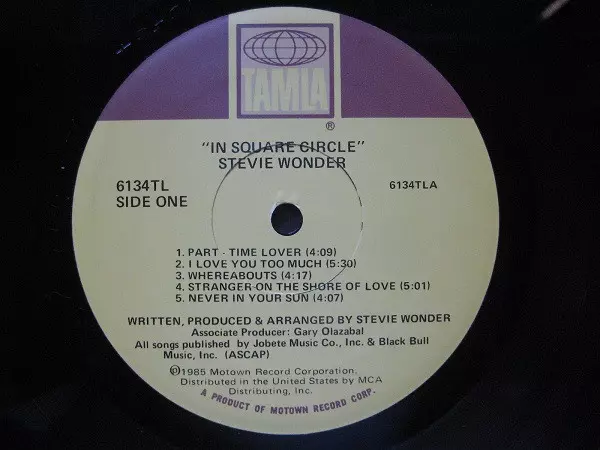 TAMLA
®
"IN SQUARE CIRCLE"
STEVIE WONDER
6134TL
SIDE ONE
6134TLA
1. PART - TIME LOVER (4:09)
2. I LOVE YOU TOO MUCH (5:30)
3. WHEREABOUTS (4:17)
4. STRANGER ON THE SHORE OF LOVE (5:01)
5. NEVER IN YOUR SUN (4:07)
WRITTEN, PRODUCED & ARRANGED BY STEVIE WONDER
Associate Producer: Gary Olazabal
All songs published by Jobete Music Co., Inc. & Black Bull
Music, Inc. (ASCAP)
℗1985 Motown Record Corporation.
Distributed in the United States by MCA
Distributing, Inc.
A PRODUCT OF MOTOWN RECORD CORP.